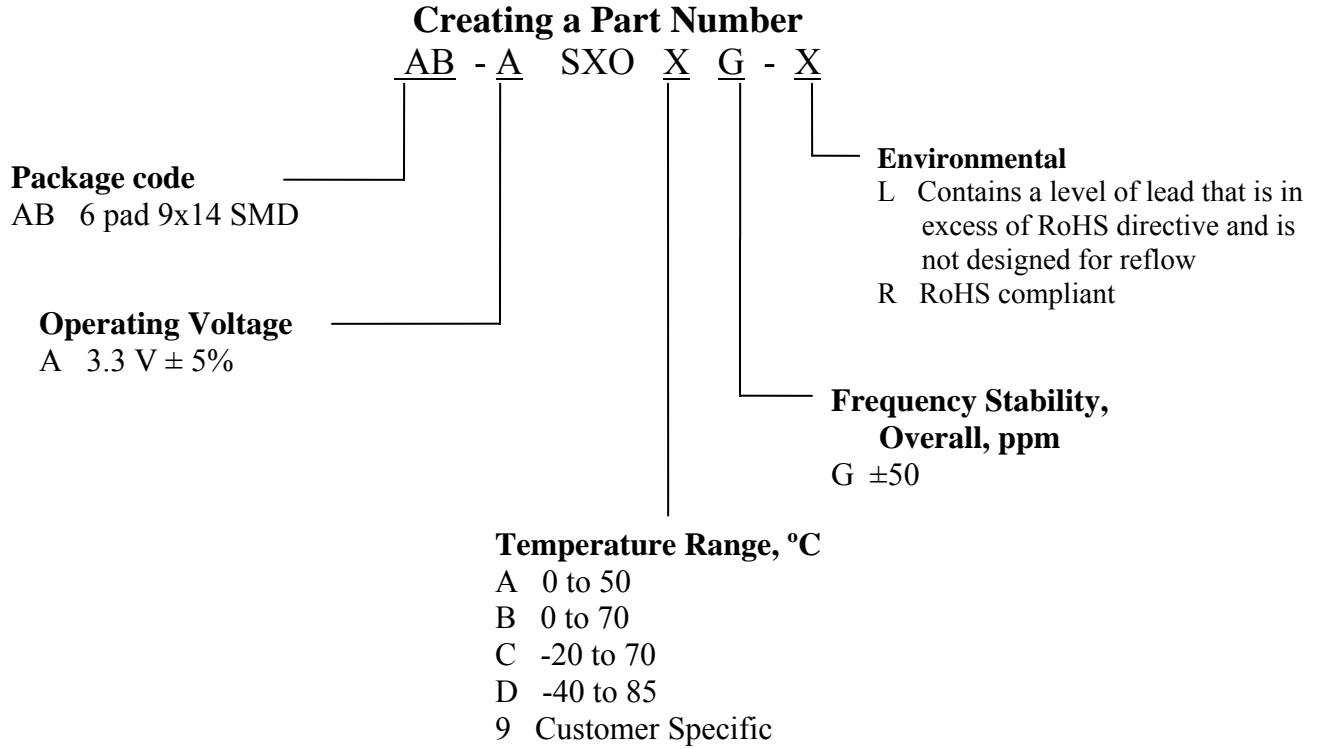 Creating a Part Number
AB - A SXO X G - X
Package code
AB 6 pad 9x14 SMD
Operating Voltage
A 3.3 V ± 5%
Environmental
L Contains a level of lead that is in
excess of RoHS directive and is
not designed for reflow
R RoHS compliant
Frequency Stability,
Overall, ppm
G ±50
Temperature Range, ºC
A 0 to 50
B 0 to 70
C -20 to 70
D -40 to 85
9 Customer Specific